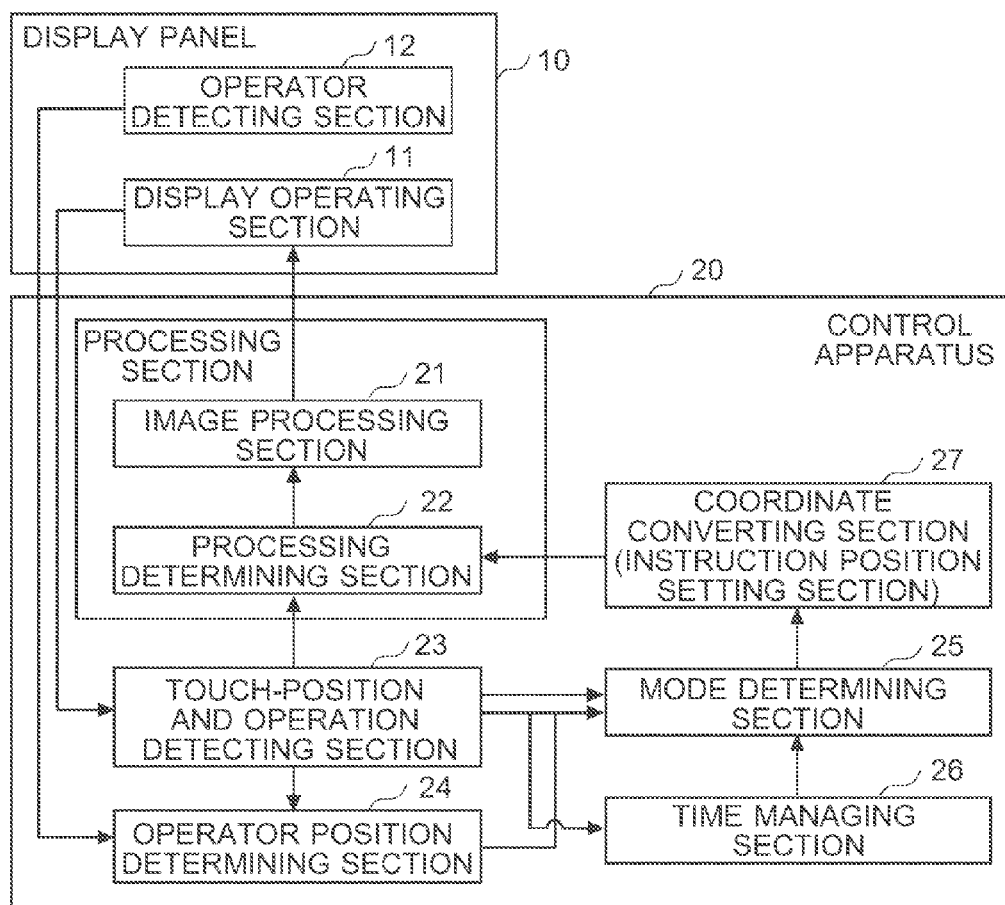 DISPLAY PANEL
12
10
OPERATOR
DETECTING SECTION
11
DISPLAY OPERATING
SECTION
20
PROCESSING
SECTION
CONTROL
APPARATUS
21
IMAGE PROCESSING
SECTION
27
22
COORDINATE
CONVERTING SECTION
(INSTRUCTION POSITION
SETTING SECTION)
PROCESSING
DETERMINING SECTION
23
25
TOUCH-POSITION
AND OPERATION
DETECTING SECTION
MODE DETERMINING
SECTION
24
26
OPERATOR POSITION
DETERMINING SECTION
TIME MANAGING
SECTION